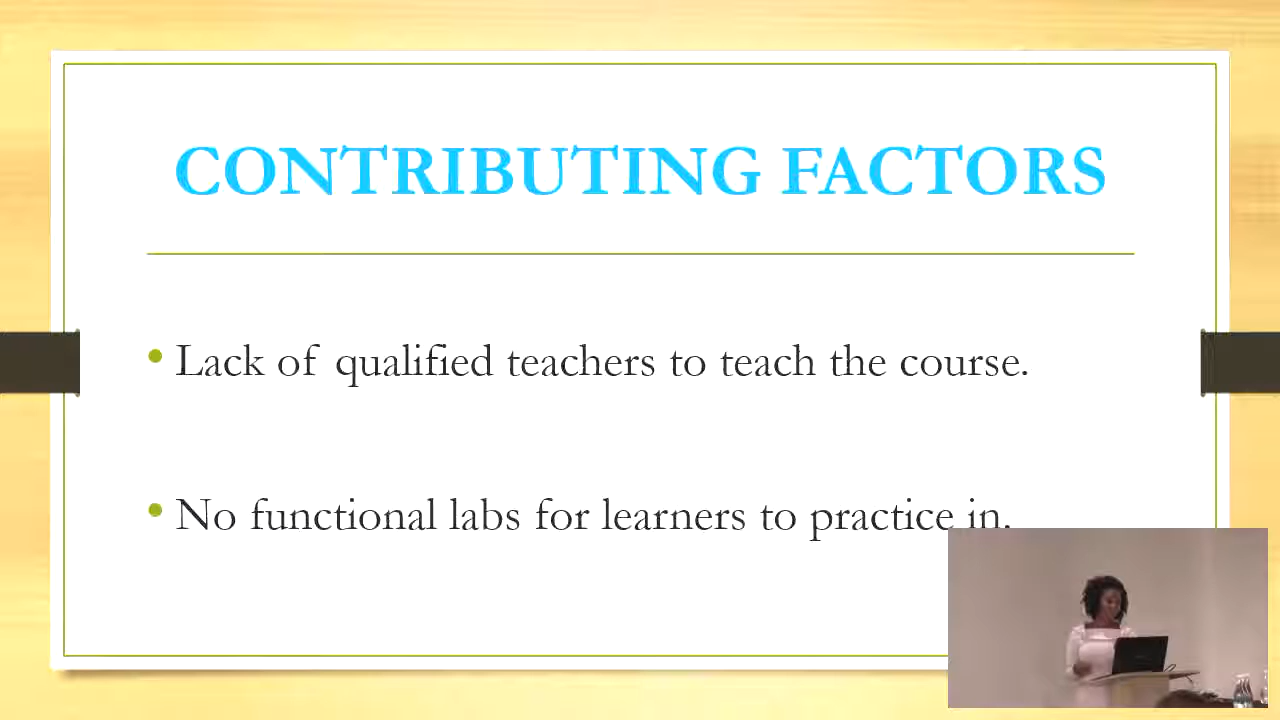 CONTRIBUTING FACTORS
• Lack of qualified teachers to teach the course.
• No functional labs for learners to practice in.